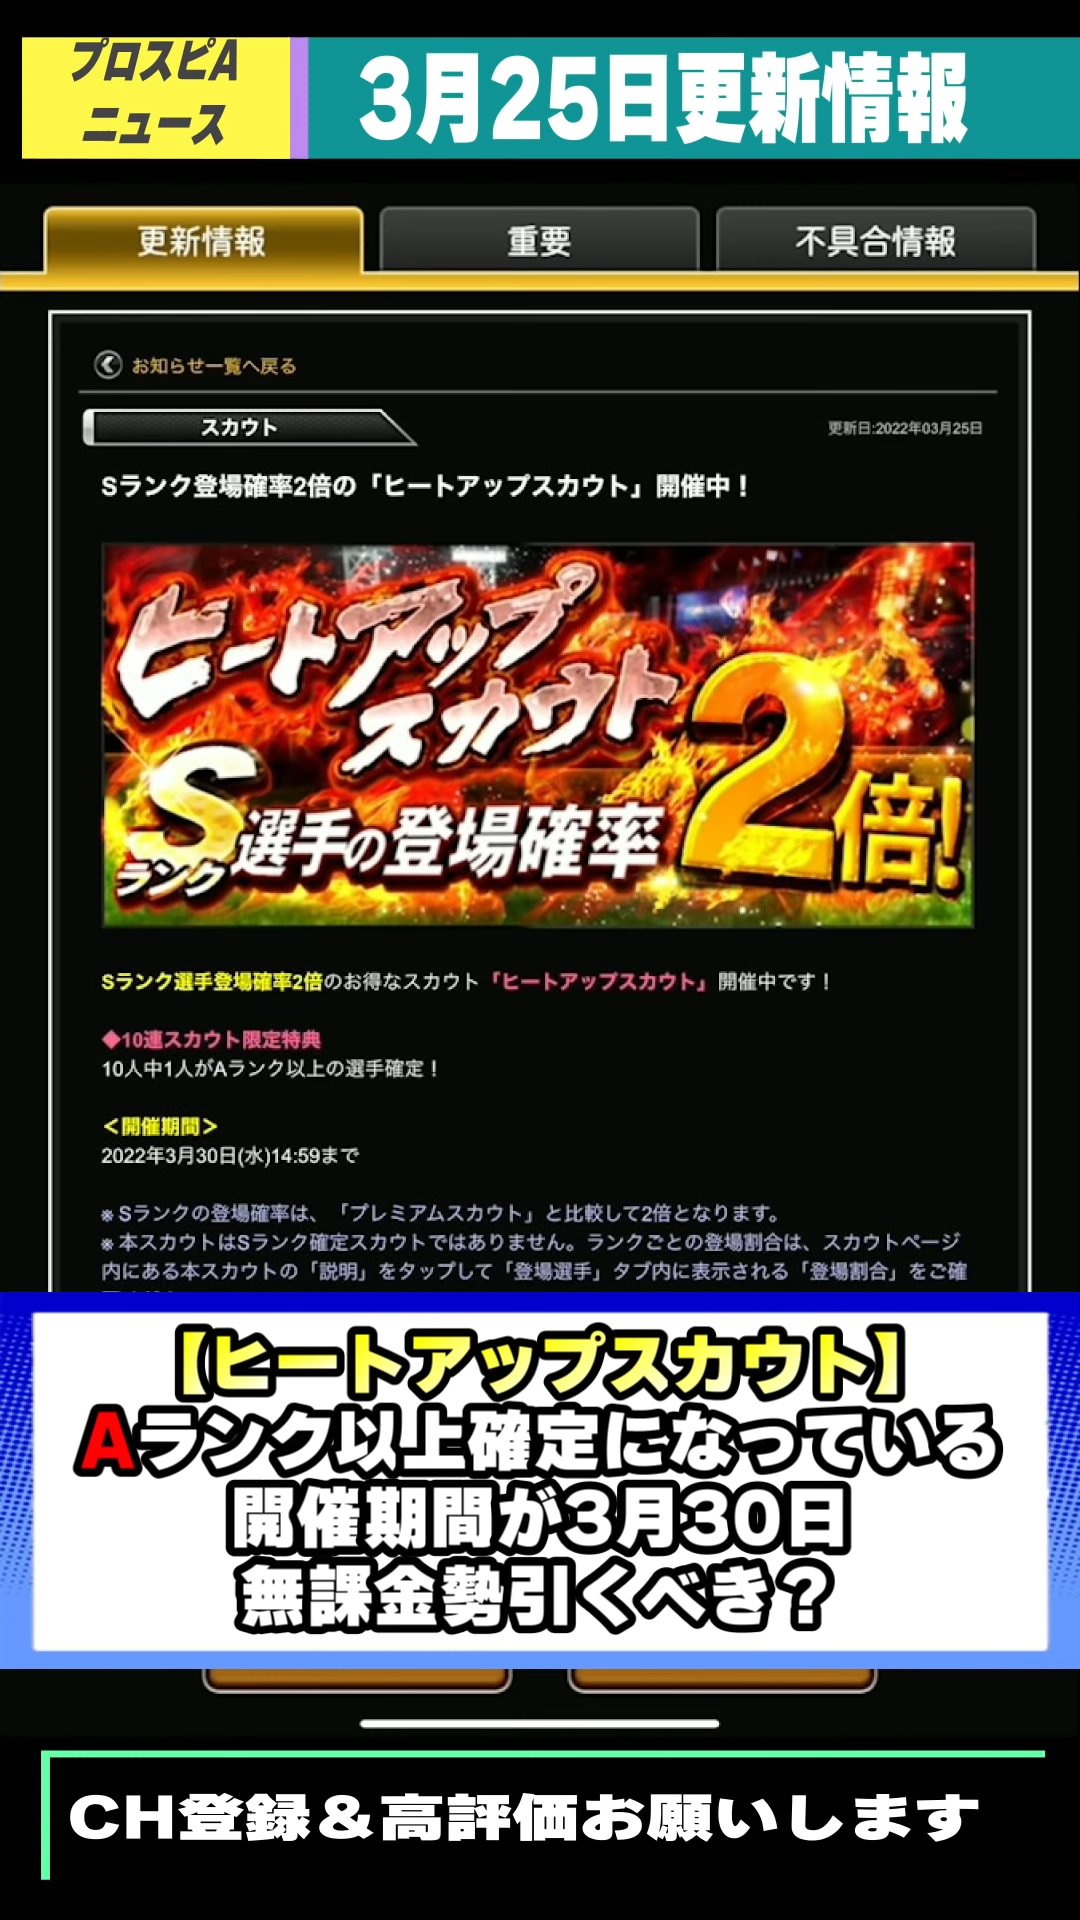 プロスピA
ニュース
3月25日更新情報
更新情報
重要
不具合情報
お知らせ一覧へ戻る
スカウト
更新日:2022年03月25日
Sランク登場確率2倍の「ヒートアップスカウト」開催中！
ヒートアップ
スカウト
Sランク選手の登場確率2倍!
Sランク選手登場確率2倍のお得なスカウト「ヒートアップスカウト」開催中です！
◆10連スカウト限定特典
10人中1人がAランク以上の選手確定！
＜開催期間＞
2022年3月30日(水)14:59まで
※Sランクの登場確率は、「プレミアムスカウト」と比較して2倍となります。
※本スカウトはSランク確定スカウトではありません。ランクごとの登場割合は、スカウトページ
内にある本スカウトの「説明」をタップして「登場選手」タブ内に表示される「登場割合」をご確
【ヒートアップスカウト】
Aランク以上確定になっている
開催期間が3月30日
無課金勢引くべき？
CH登録＆高評価お願いします